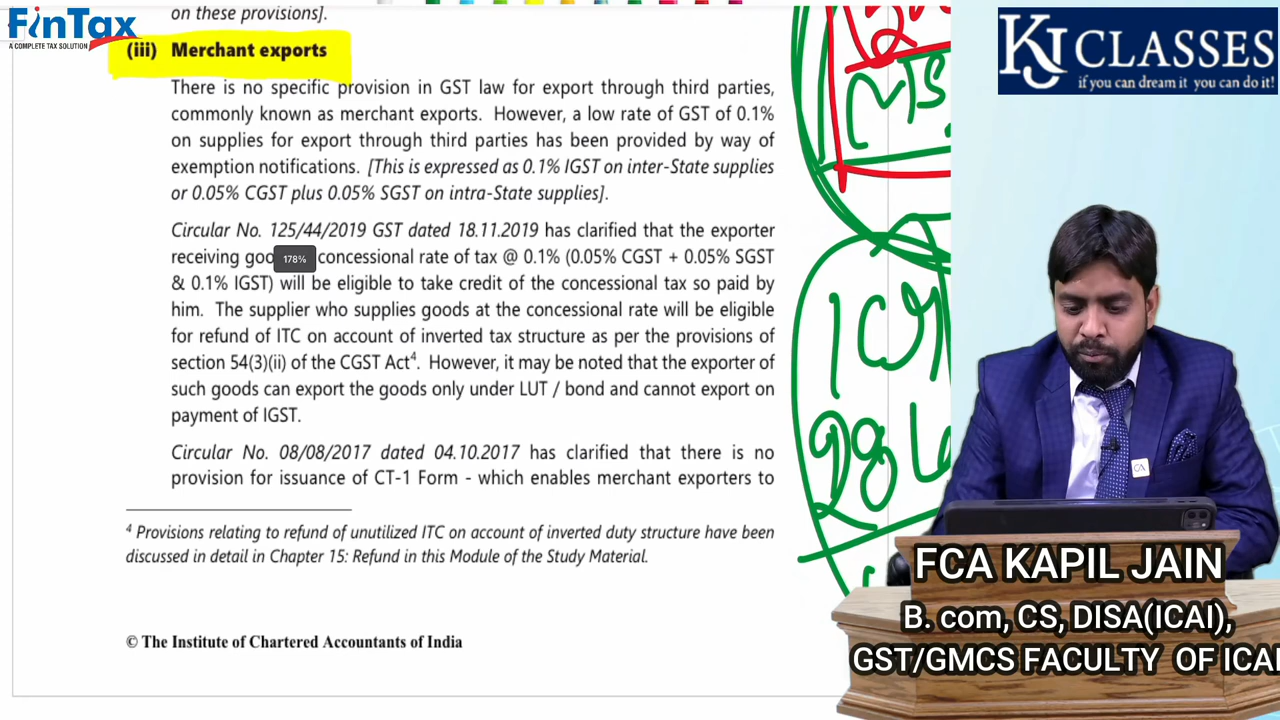 FinTax
A COMPLETE TAX SOLUTION
on these provisions].
(iii) Merchant exports
There is no specific provision in GST law for export through third parties,
commonly known as merchant exports. However, a low rate of GST of 0.1%
on supplies for export through third parties has been provided by way of
exemption notifications. [This is expressed as 0.1% IGST on inter-State supplies
or 0.05% CGST plus 0.05% SGST on intra-State supplies].
Circular No. 125/44/2019 GST dated 18.11.2019 has clarified that the exporter
receiving goo concessional rate of tax @ 0.1% (0.05% CGST + 0.05% SGST
178%
& 0.1% IGST) will be eligible to take credit of the concessional tax so paid by
him. The supplier who supplies goods at the concessional rate will be eligible
for refund of ITC on account of inverted tax structure as per the provisions of
section 54(3)(ii) of the CGST Act⁴. However, it may be noted that the exporter of
such goods can export the goods only under LUT / bond and cannot export on
payment of IGST.
Circular No. 08/08/2017 dated 04.10.2017 has clarified that there is no
provision for issuance of CT-1 Form - which enables merchant exporters to
⁴ Provisions relating to refund of unutilized ITC on account of inverted duty structure have been
discussed in detail in Chapter 15: Refund in this Module of the Study Material.
© The Institute of Chartered Accountants of India
KJ CLASSES
if you can dream it you can do it!
CA
FCA KAPIL JAIN
B. com, CS, DISA(ICAI),
GST/GMCS FACULTY OF ICAI